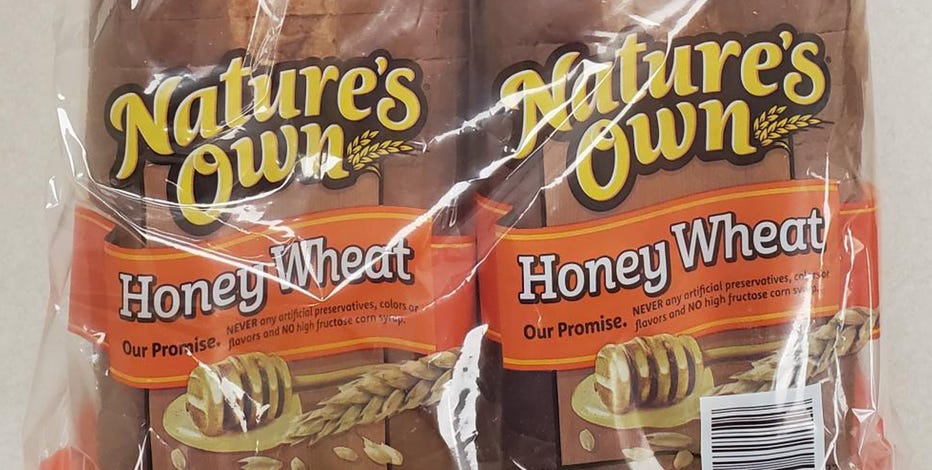 Nature's
Own
Honey Wheat
Our Promise.
NEVER any artificial preservatives, colors or
flavors and NO high fructose corn syrup.
Nature's
Own
Honey Wheat
Our Promise.
NEVER any artificial preservatives, colors or
flavors and NO high fructose corn syrup.